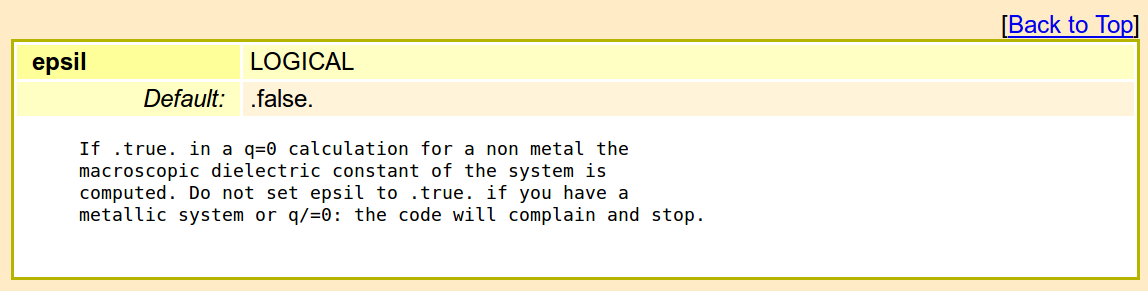 [Back to Top]
epsil LOGICAL
Default: .false.
If .true. in a q=0 calculation for a non metal the
macroscopic dielectric constant of the system is
computed. Do not set epsil to .true. if you have a
metallic system or q/=0: the code will complain and stop.